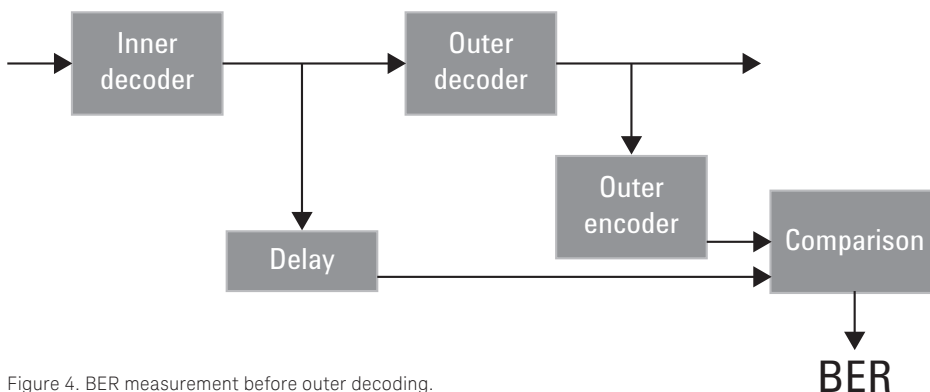 Inner
decoder
Outer
decoder
Outer
encoder
Delay
Comparison
BER
Figure 4. BER measurement before outer decoding.